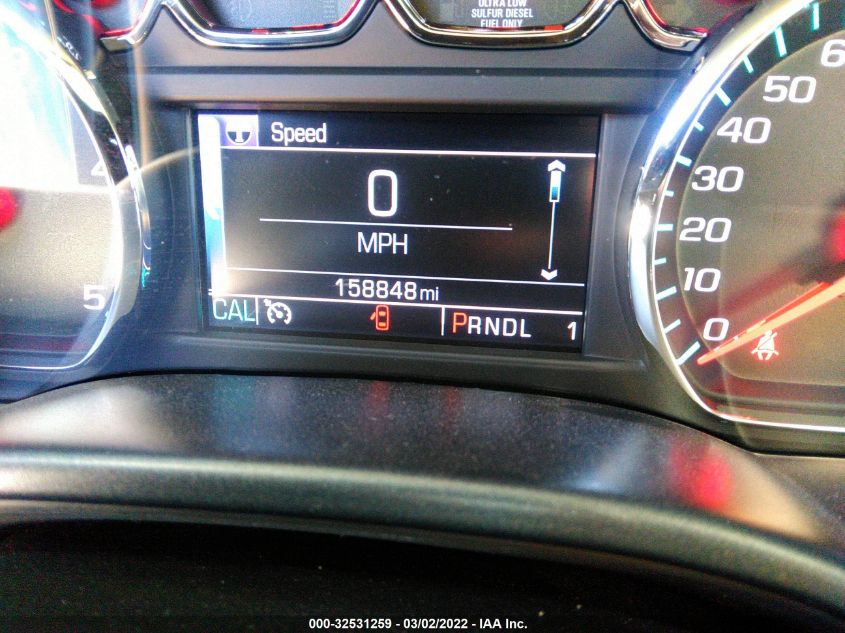 ULTRA LOW
SULFUR DIESEL
FUEL ONLY
Speed
0
MPH
158848 mi
CAL
PRNDL 1
4
5
60
50
40
30
20
10
0
000-32531259 - 03/02/2022 - IAA Inc.